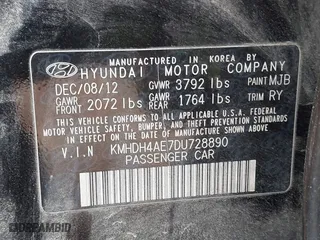 MANUFACTURED IN KOREA BY
HYUNDAI MOTOR COMPANY
DEC/08/12 GVWR 3792 lbs PAINT MJB
GAWR FRONT 2072 lbs GAWR REAR 1764 lbs TRIM RY
THIS VEHICLE CONFORMS TO ALL APPLICABLE
FEDERAL MOTOR VEHICLE SAFETY, BUMPER, AND THEFT
PREVENTION STANDARDS IN EFFECT ON THE DATE OF
MANUFACTURE SHOWN ABOVE.
V.I.N KMHDH4AE7DU728890
PASSENGER CAR
© iamdb.com